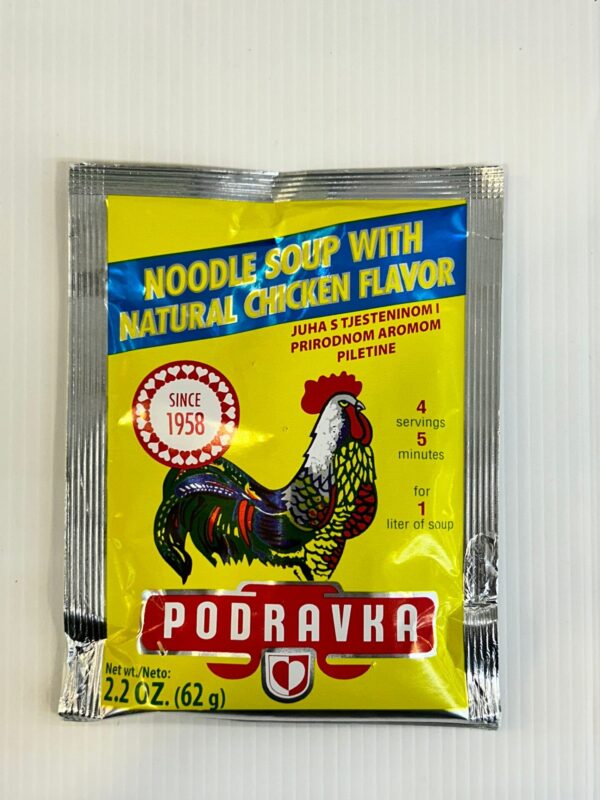 NOODLE SOUP WITH
NATURAL CHICKEN FLAVOR
JUHA S TJESTENINOM I
PRIRODNOM AROMOM
PILETINE
SINCE
1958
4
servings
5
minutes
for
1
liter of soup
PODRAVKA
Net wt./Neto:
2.2 OZ. (62 g)